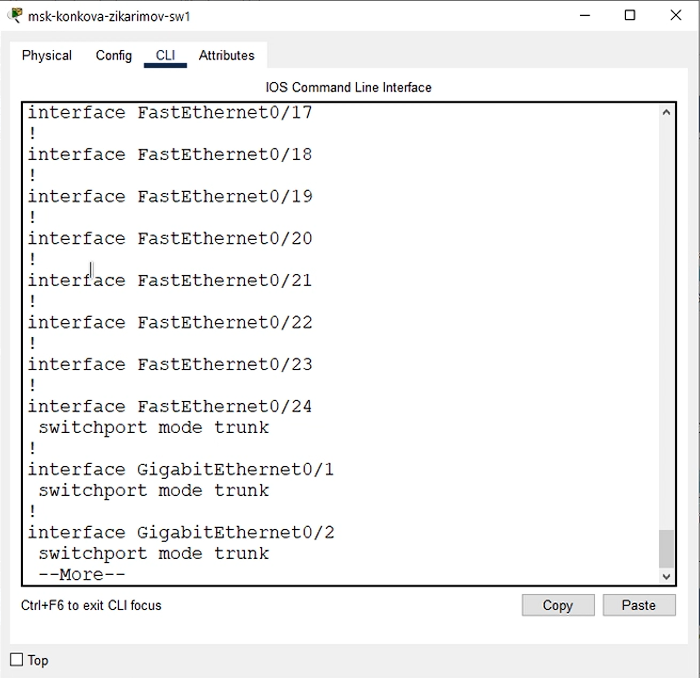 msk-konkova-zikarimov-sw1
Physical Config CLI Attributes
IOS Command Line Interface
interface FastEthernet0/17
!
interface FastEthernet0/18
!
interface FastEthernet0/19
!
interface FastEthernet0/20
!
interface FastEthernet0/21
!
interface FastEthernet0/22
!
interface FastEthernet0/23
!
interface FastEthernet0/24
 switchport mode trunk
!
interface GigabitEthernet0/1
 switchport mode trunk
!
interface GigabitEthernet0/2
 switchport mode trunk
 --More--
Ctrl+F6 to exit CLI focus Copy Paste
Top